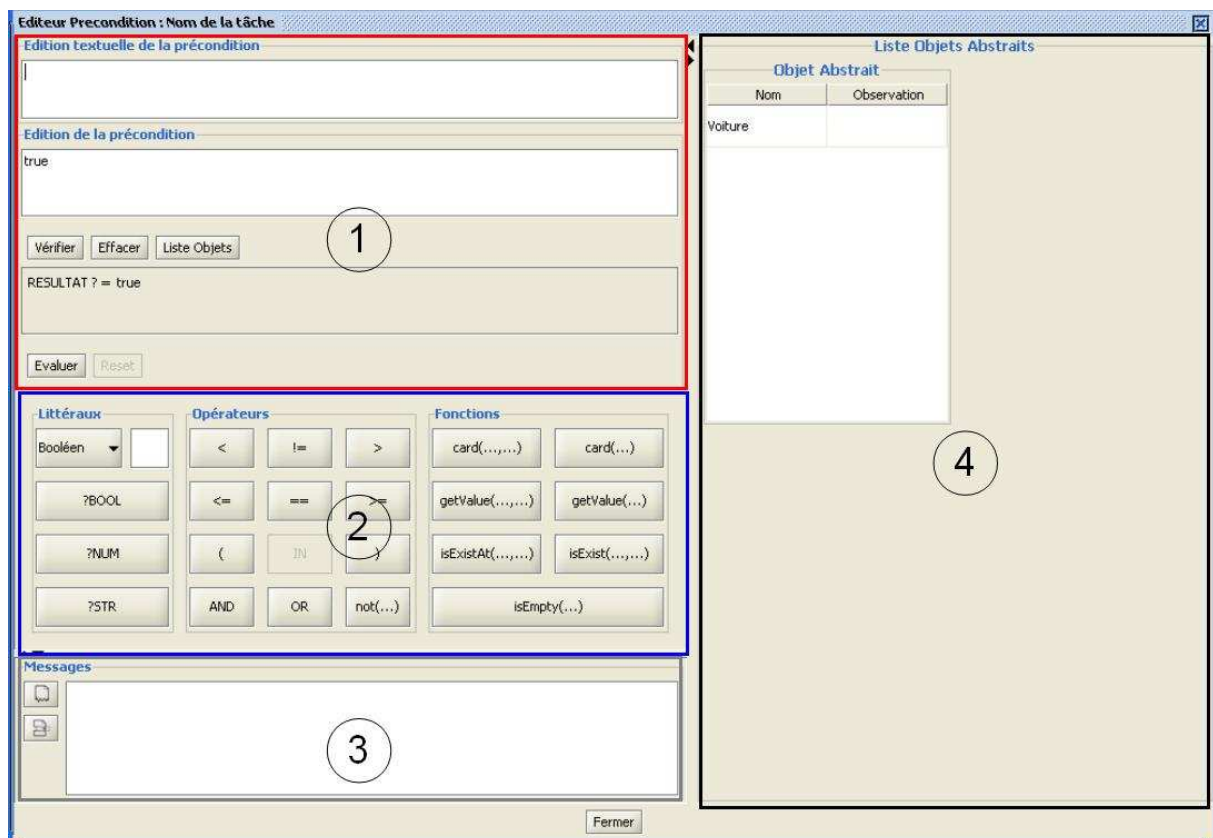 Editeur Precondition : Nom de la tâche
Edition textuelle de la précondition
Edition de la précondition
true
1
Vérifier Effacer Liste Objets
RESULTAT ? = true
Evaluer Reset
Littéraux Opérateurs Fonctions
Booléen < != > card(...,...) card(...)
?BOOL <= == >= getValue(...,...) getValue(...)
2
?NUM ( IN ) isExistAt(...,...) isExist(...,...)
?STR AND OR not(...) isEmpty(...)
Messages
3
Liste Objets Abstraits
Objet Abstrait
Nom Observation
Voiture
4
Fermer